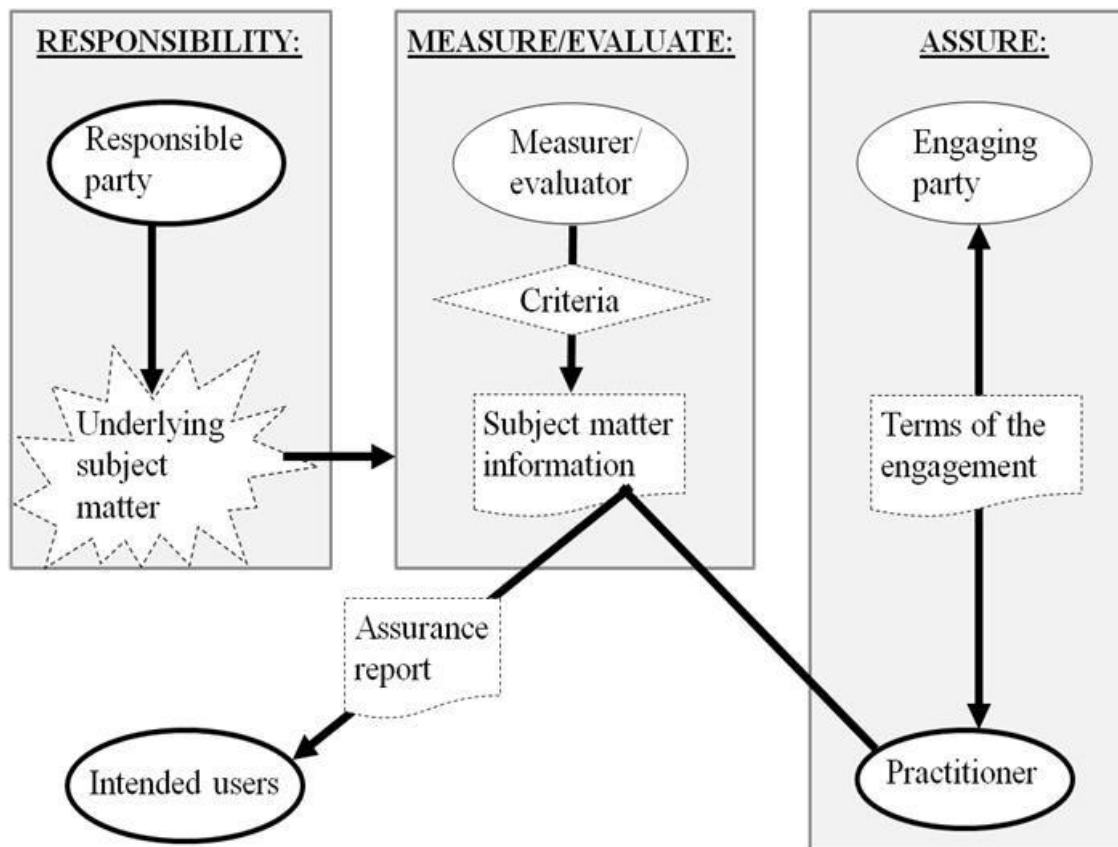 RESPONSIBILITY:
Responsible
party
Underlying
subject
matter
MEASURE/EVALUATE:
Measurer/
evaluator
Criteria
Subject matter
information
ASSURE:
Engaging
party
Terms of the
engagement
Practitioner
Assurance
report
Intended users